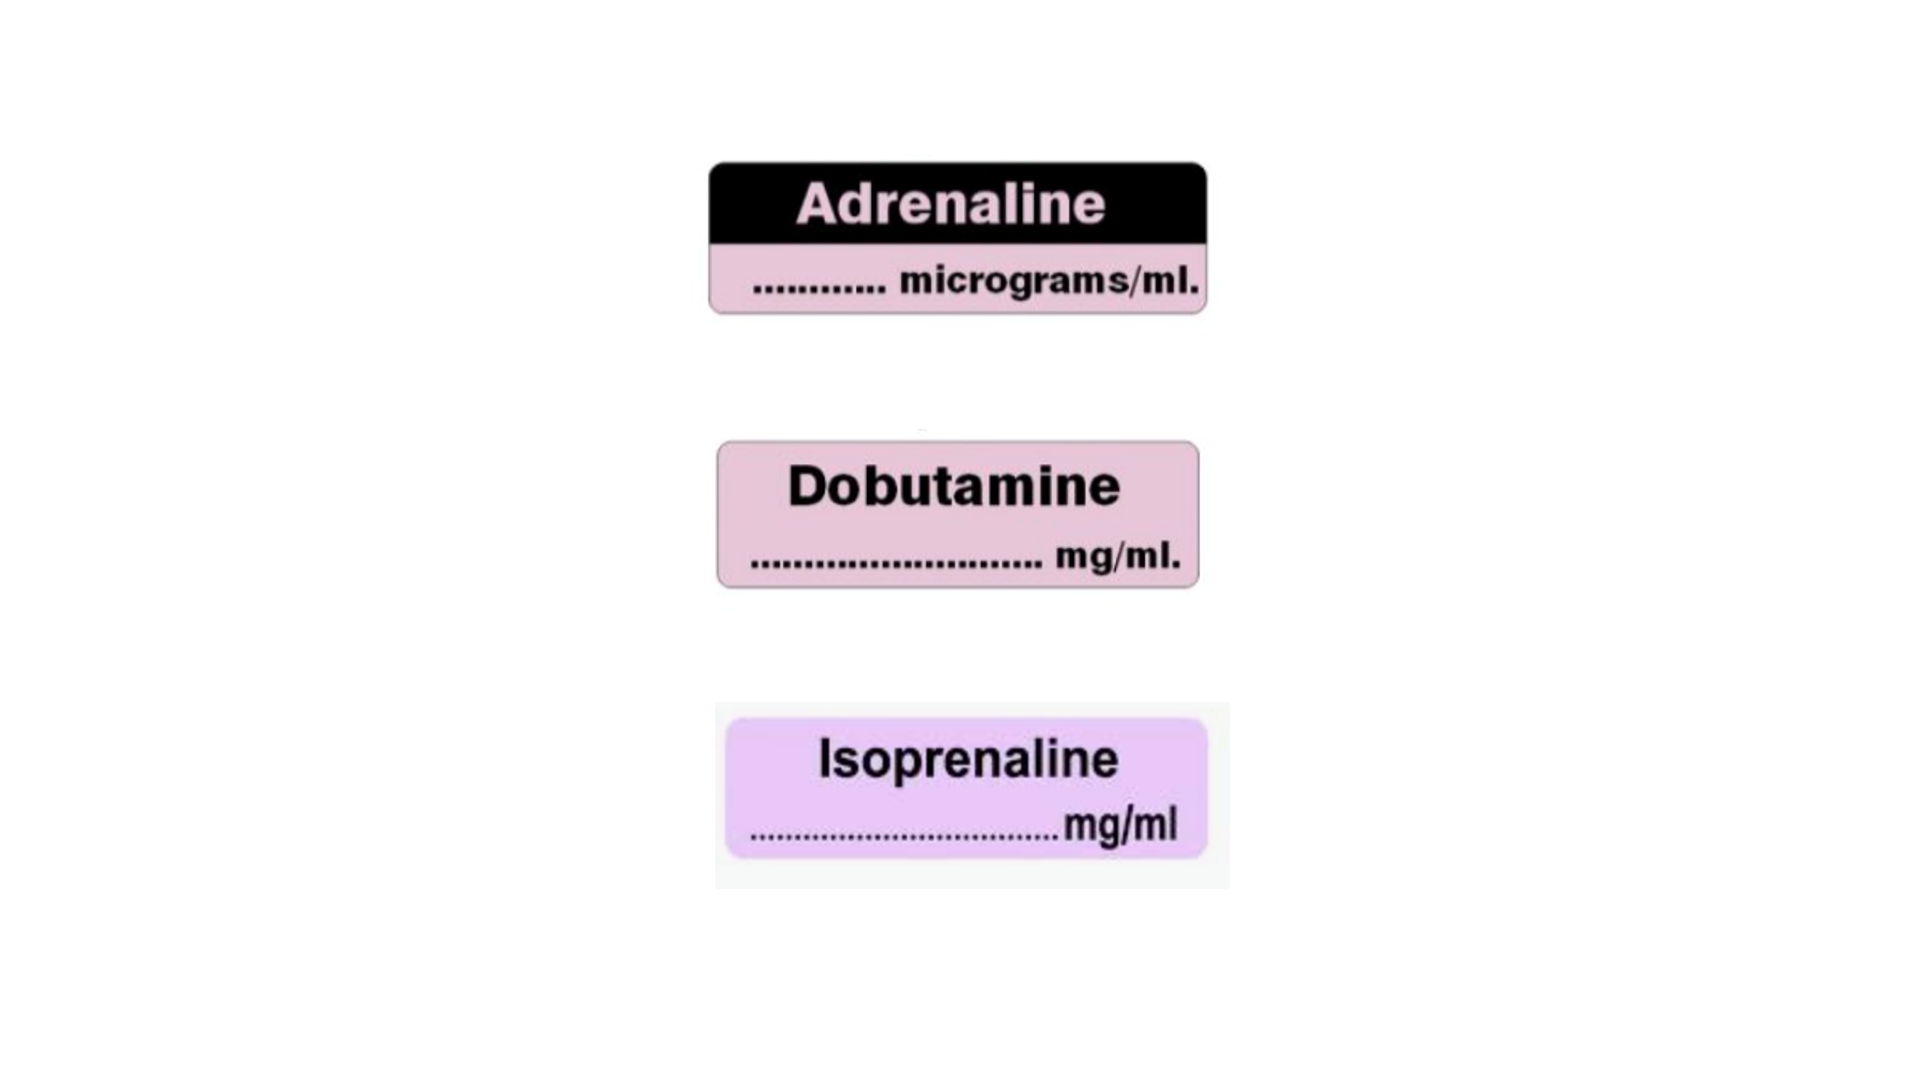 Adrenaline
............ micrograms/ml.
Dobutamine
........................... mg/ml.
Isoprenaline
..................................mg/ml